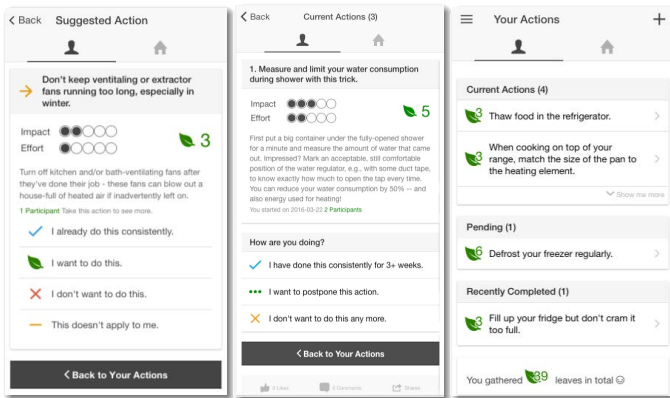 Back Suggested Action
Don't keep ventitaling or extractor
fans running too long, especially in
winter.
Impact
Effort
3
Turn off kitchen and/or bath-ventilating fans after
they've done their job - these fans can blow out a
house-full of heated air if inadvertently left on.
1 Participant Take this action to see more.
I already do this consistently.
I want to do this.
I don't want to do this.
This doesn't apply to me.
Back to Your Actions
Back Current Actions (3)
1. Measure and limit your water consumption
during shower with this trick.
Impact
Effort
5
First put a big container under the fully-opened shower
for a minute and measure the amount of water that came
out. Impressed? Mark an acceptable, still comfortable
position of the water regulator, e.g., with some duct tape,
to know exactly how much to open the tap every time.
You can reduce your water consumption by 50% -- and
also energy used for heating!
You started on 2016-03-22 2 Participants
How are you doing?
I have done this consistently for 3+ weeks.
I want to postpone this action.
I don't want to do this any more.
Back to Your Actions
3 Likes 2 Comments Shares
Your Actions
Current Actions (4)
3 Thaw food in the refrigerator.
When cooking on top of your
3 range, match the size of the pan to
the heating element.
Show me more
Pending (1)
6 Defrost your freezer regularly.
Recently Completed (1)
3 Fill up your fridge but don't cram it
too full.
You gathered 39 leaves in total